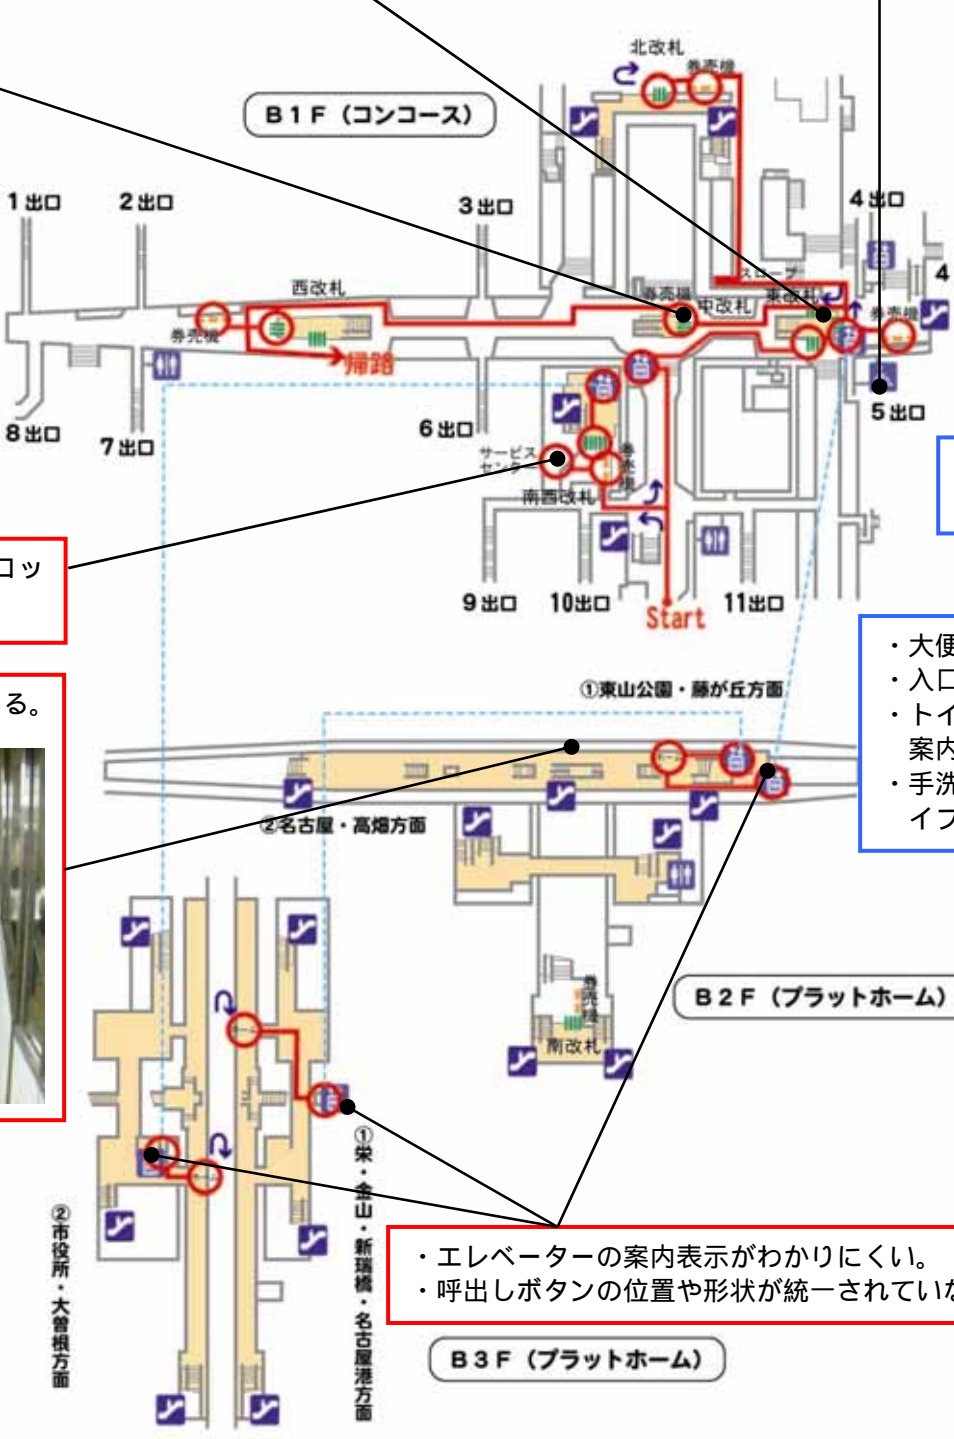 北改札
券売機
B1F（コンコース）
1出口
2出口
3出口
4出口
4
スロープ
西改札
券売機
中改札
東改札
券売機
券売機
帰路
5出口
6出口
7出口
8出口
サービス
センター
券売機
南西改札
9出口
10出口
Start
11出口
ロッ
る。
・大便
・入口
・トイ
案内
・手洗
イプ
①東山公園・藤が丘方面
ホーム
②名古屋・高畑方面
B2F（プラットホーム）
券売機
南改札
ホーム
ホーム
①栄・金山・新瑞橋・名古屋港方面
②市役所・大曽根方面
・エレベーターの案内表示がわかりにくい。
・呼出しボタンの位置や形状が統一されていな
B3F（プラットホーム）